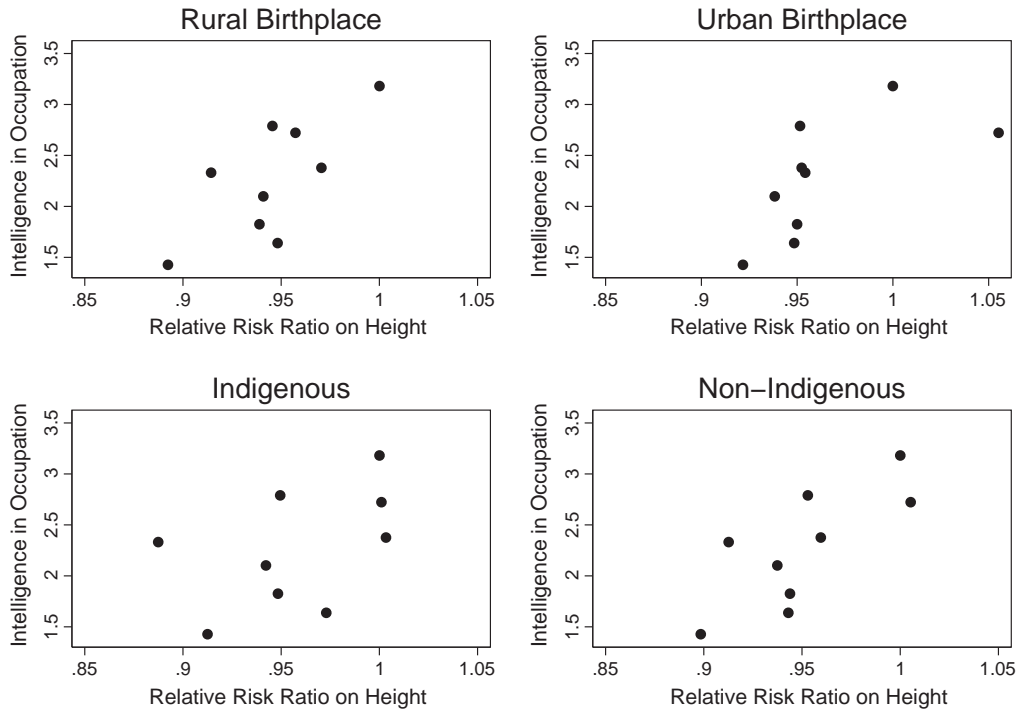 Rural Birthplace
Intelligence in Occupation
3.5
3
2.5
2
1.5
.85 .9 .95 1 1.05
Relative Risk Ratio on Height
Urban Birthplace
Intelligence in Occupation
3.5
3
2.5
2
1.5
.85 .9 .95 1 1.05
Relative Risk Ratio on Height
Indigenous
Intelligence in Occupation
3.5
3
2.5
2
1.5
.85 .9 .95 1 1.05
Relative Risk Ratio on Height
Non−Indigenous
Intelligence in Occupation
3.5
3
2.5
2
1.5
.85 .9 .95 1 1.05
Relative Risk Ratio on Height